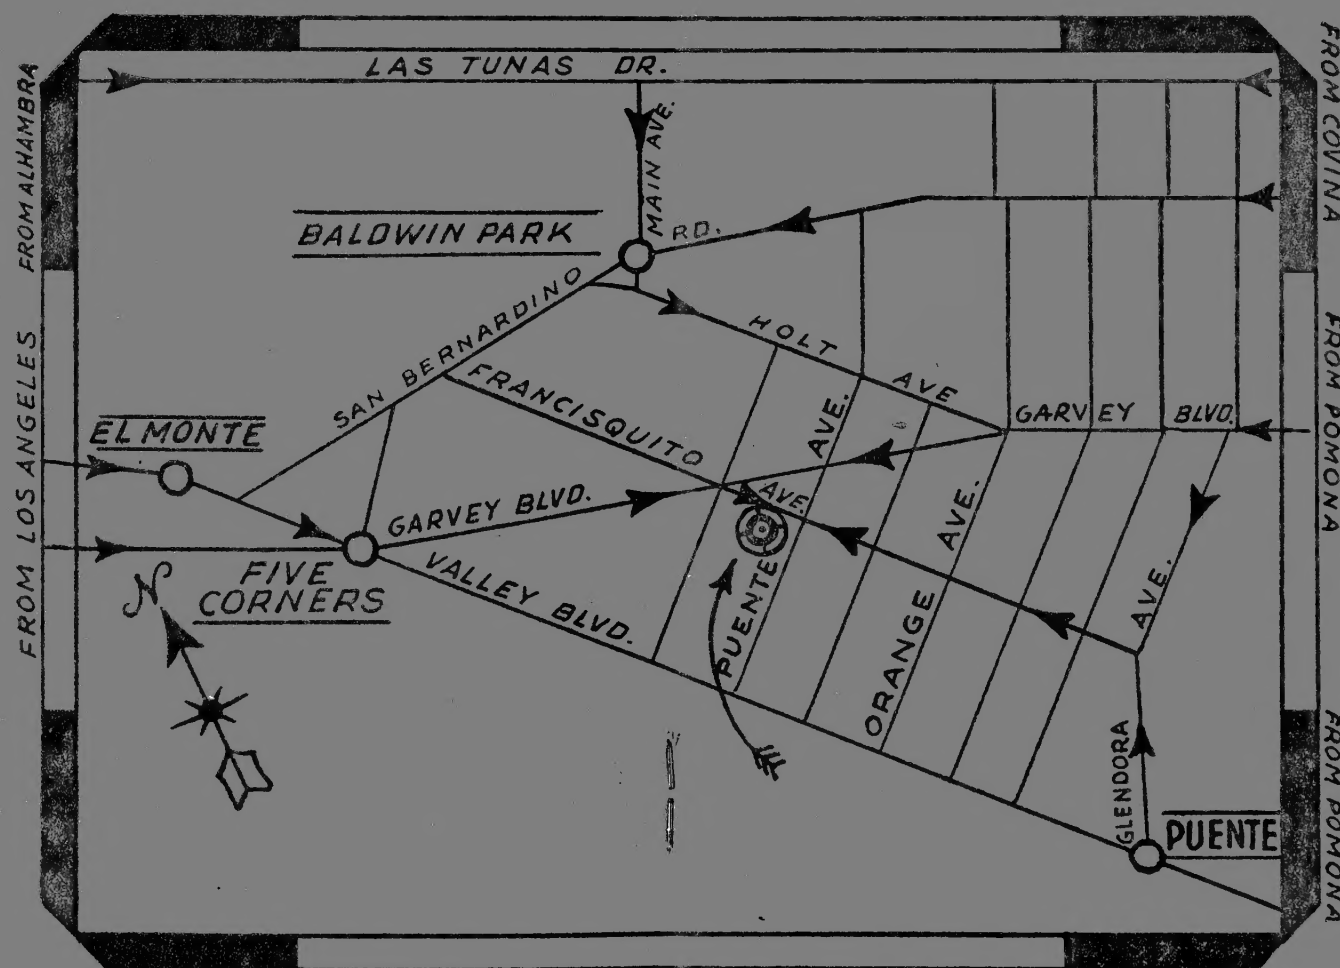 LAS TUNAS DR.
FROM ALHAMBRA
FROM COVINA
MAIN AVE.
BALDWIN PARK
RD.
SAN BERNARDINO
HOLT AVE
FRANCISQUITO AVE.
GARVEY BLVD.
EL MONTE
FROM LOS ANGELES
FROM POMONA
GARVEY BLVD.
FIVE
CORNERS
VALLEY BLVD.
PUENTE AVE.
ORANGE AVE.
GLENDORA AVE.
N
PUENTE
FROM POMONA